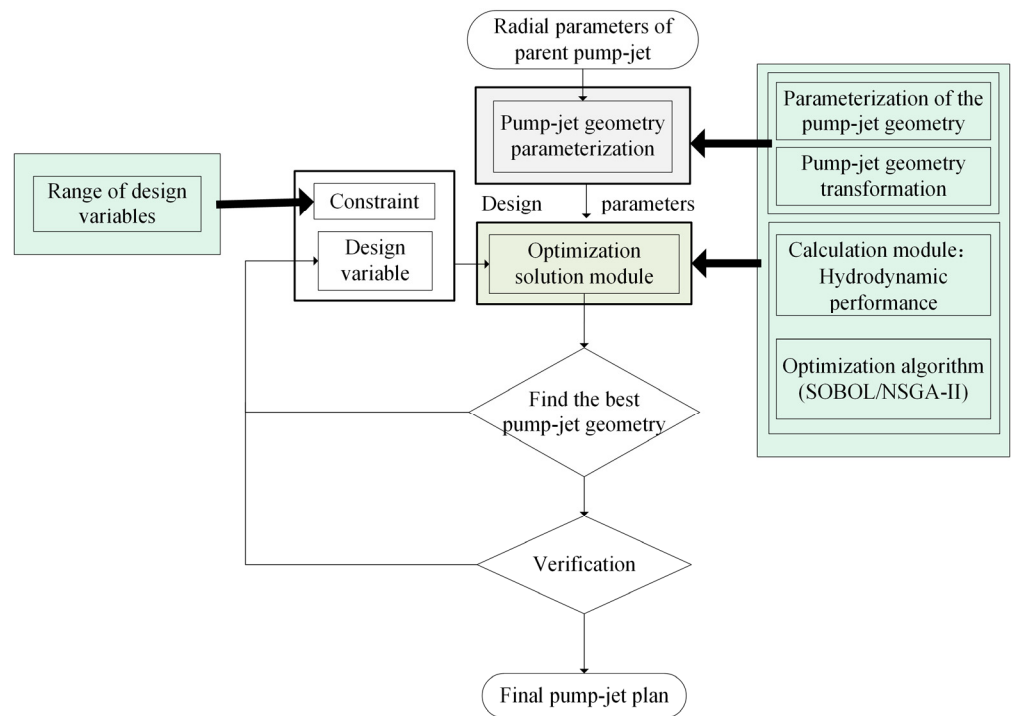 Radial parameters of
parent pump-jet
Pump-jet geometry
parameterization
Parameterization of the
pump-jet geometry
Pump-jet geometry
transformation
Range of design
variables
Constraint
Design
variable
Design parameters
Optimization
solution module
Calculation module：
Hydrodynamic
performance
Optimization algorithm
(SOBOL/NSGA-II)
Find the best
pump-jet geometry
Verification
Final pump-jet plan